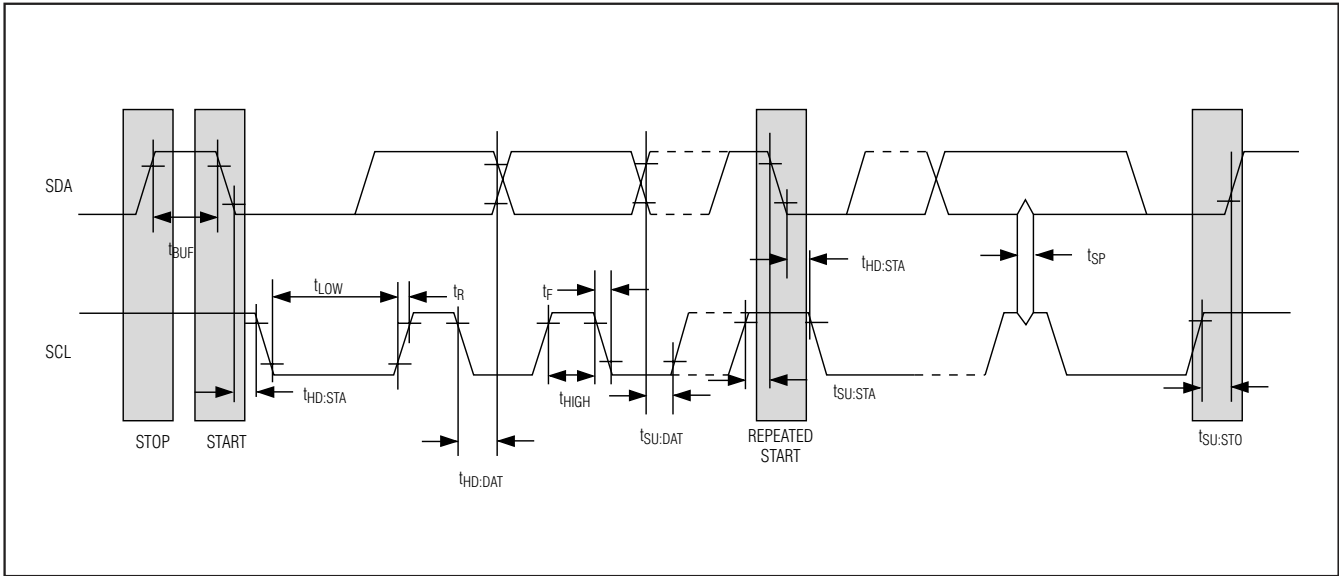 SDA
tBUF
tHD:STA
tSP
tLOW
tR
tF
SCL
tHD:STA
tHIGH
tSU:STA
tSU:DAT
tSU:STO
STOP
START
REPEATED
START
tHD:DAT